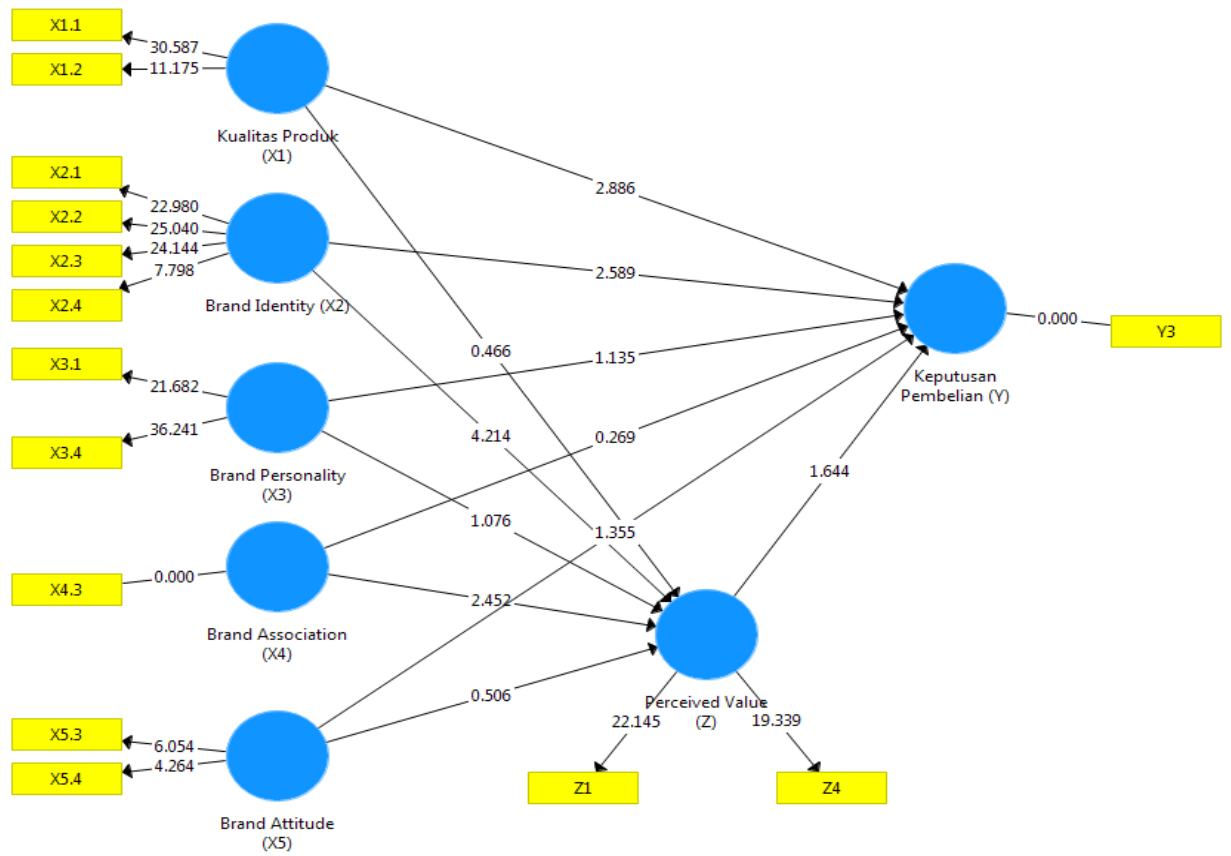 X1.1
30.587
X1.2
11.175
Kualitas Produk
(X1)
2.886
X2.1
22.980
X2.2
25.040
X2.3
24.144
X2.4
7.798
Brand Identity (X2)
2.589
0.466
X3.1
21.682
X3.4
36.241
Brand Personality
(X3)
1.135
4.214
0.269
Keputusan
Pembelian (Y)
0.000
Y3
1.644
1.076
1.355
X4.3
0.000
Brand Association
(X4)
2.452
0.506
Perceived Value
(Z)
22.145
19.339
X5.3
6.054
X5.4
4.264
Brand Attitude
(X5)
Z1
Z4